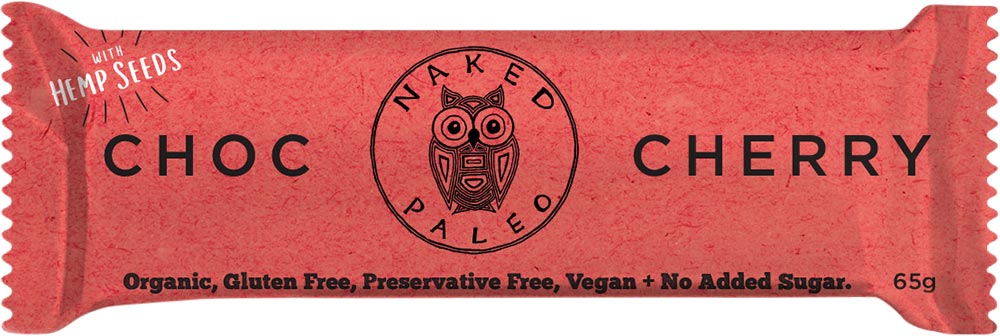 WITH
HEMP SEEDS
CHOC
NAKED
PALEO
CHERRY
Organic, Gluten Free, Preservative Free, Vegan + No Added Sugar.
65g